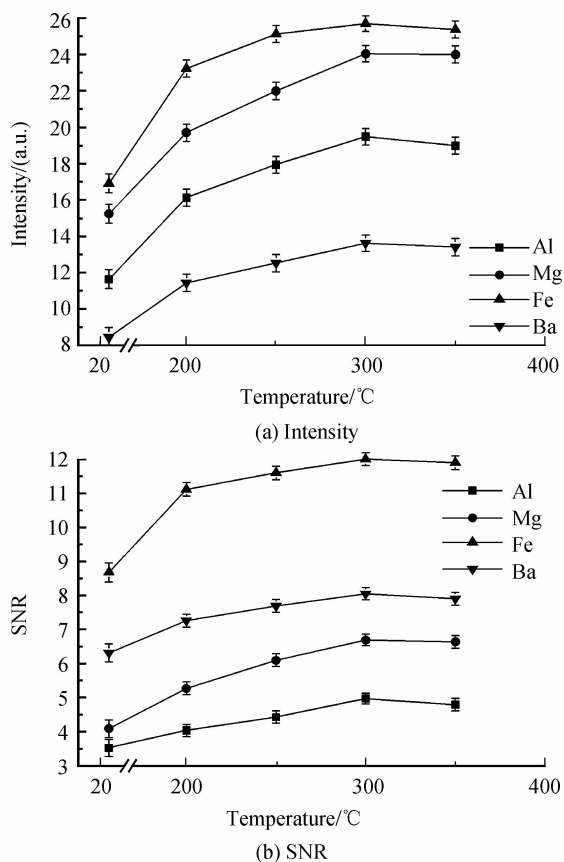 26
24
22
20
18
16
14
12
10
8
Intensity/(a.u.)
Al
Mg
Fe
Ba
20 200 300 400
Temperature/℃
(a) Intensity
12
11
10
9
8
7
6
5
4
3
SNR
Al
Mg
Fe
Ba
20 200 300 400
Temperature/℃
(b) SNR